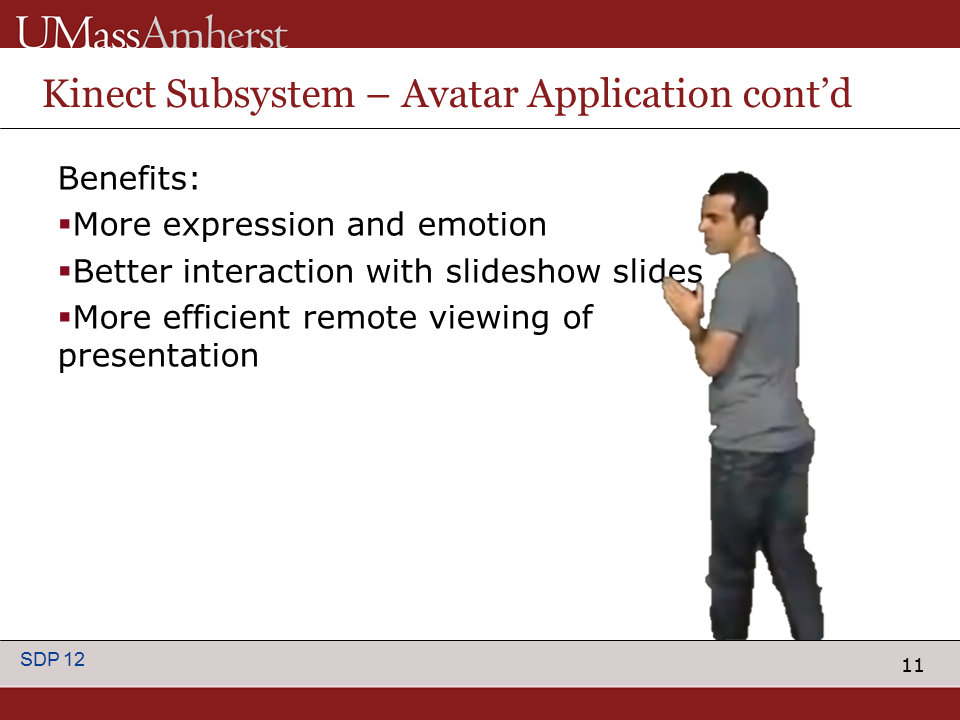 UMassAmherst
Kinect Subsystem – Avatar Application cont’d
Benefits:
▪More expression and emotion
▪Better interaction with slideshow slides
▪More efficient remote viewing of
presentation
SDP 12
11